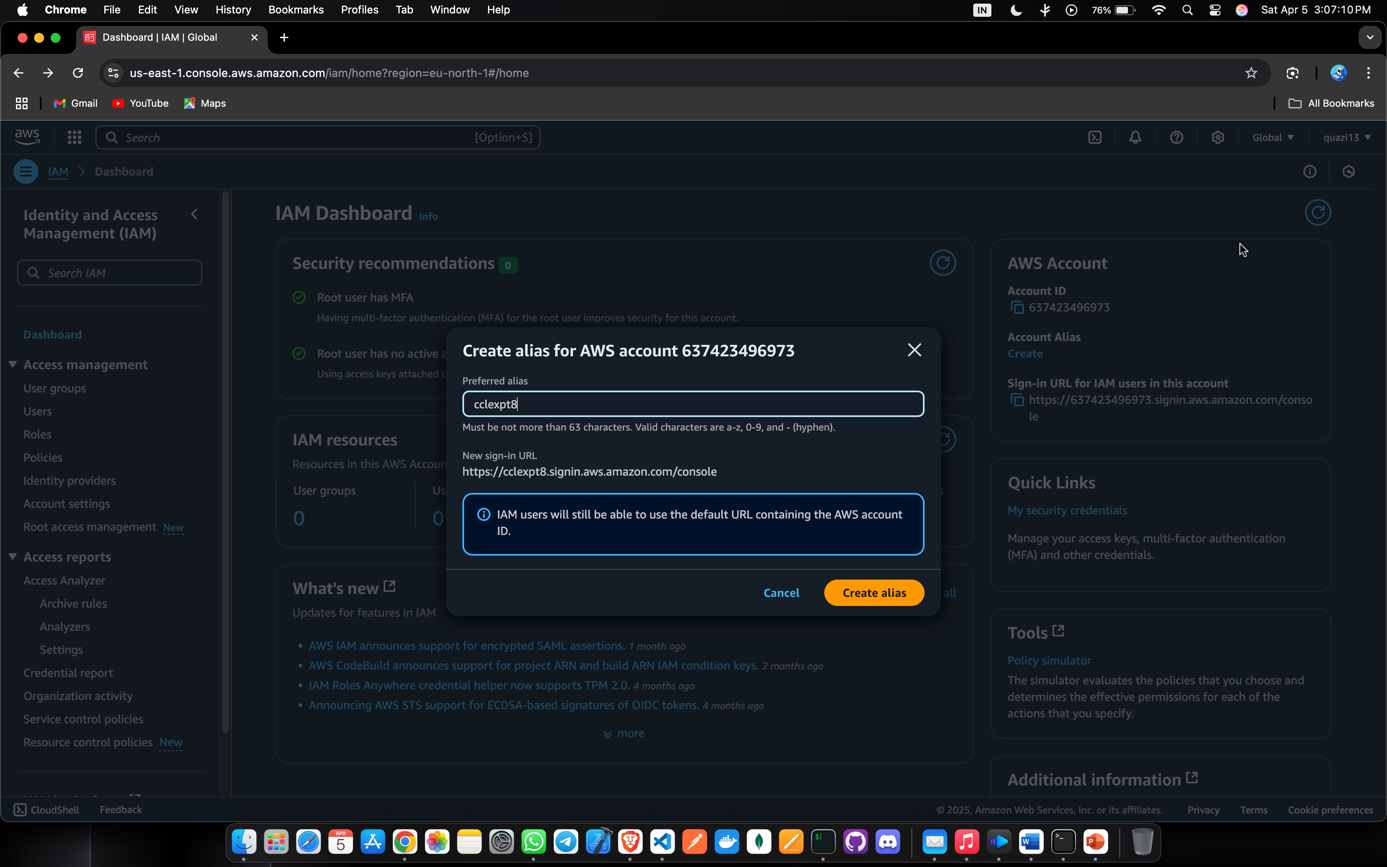 Chrome File Edit View History Bookmarks Profiles Tab Window Help
IN 76% Sat Apr 5 3:07:10 PM
Dashboard | IAM | Global
us-east-1.console.aws.amazon.com/iam/home?region=eu-north-1#/home
Gmail YouTube Maps All Bookmarks
aws Search [Option+S] Global quazi13
IAM > Dashboard
Identity and Access
Management (IAM)
Search IAM
Dashboard
Access management
User groups
Users
Roles
Policies
Identity providers
Account settings
Root access management New
Access reports
Access Analyzer
Archive rules
Analyzers
Settings
Credential report
Organization activity
Service control policies
Resource control policies New
IAM Dashboard Info
Security recommendations 0
Root user has MFA
Having multi-factor authentication (MFA) for the root user improves security for this account.
Root user has no active a
Using access keys attached t
IAM resources
Resources in this AWS Accoun
User groups
0
Us
0
What's new
Updates for features in IAM
all
AWS IAM announces support for encrypted SAML assertions. 1 month ago
AWS CodeBuild announces support for project ARN and build ARN IAM condition keys. 2 months ago
IAM Roles Anywhere credential helper now supports TPM 2.0. 4 months ago
Announcing AWS STS support for ECDSA-based signatures of OIDC tokens. 4 months ago
more
Create alias for AWS account 637423496973
Preferred alias
cclexpt8
Must be not more than 63 characters. Valid characters are a-z, 0-9, and - (hyphen).
New sign-in URL
https://cclexpt8.signin.aws.amazon.com/console
IAM users will still be able to use the default URL containing the AWS account
ID.
Cancel Create alias
AWS Account
Account ID
637423496973
Account Alias
Create
Sign-in URL for IAM users in this account
https://637423496973.signin.aws.amazon.com/conso
le
Quick Links
My security credentials
Manage your access keys, multi-factor authentication
(MFA) and other credentials.
Tools
Policy simulator
The simulator evaluates the policies that you choose and
determines the effective permissions for each of the
actions that you specify.
Additional information
CloudShell Feedback © 2025, Amazon Web Services, Inc. or its affiliates. Privacy Terms Cookie preferences
APR
5